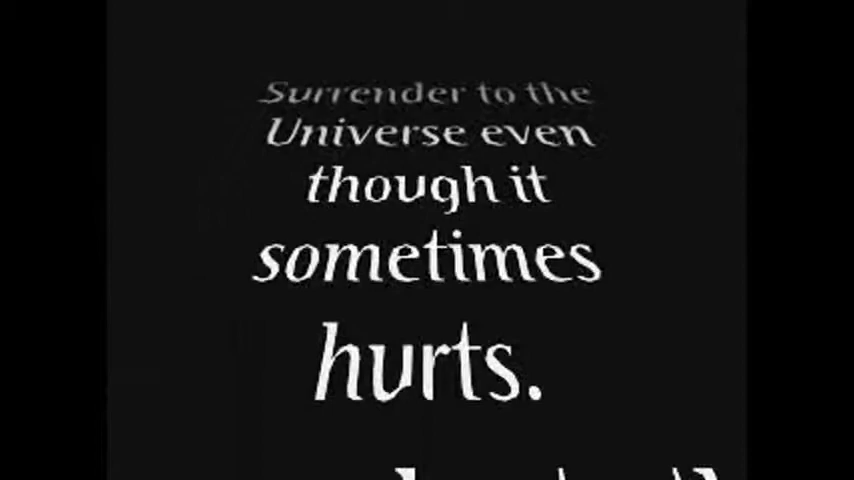 Surrender to the
Universe even
though it
sometimes
hurts.